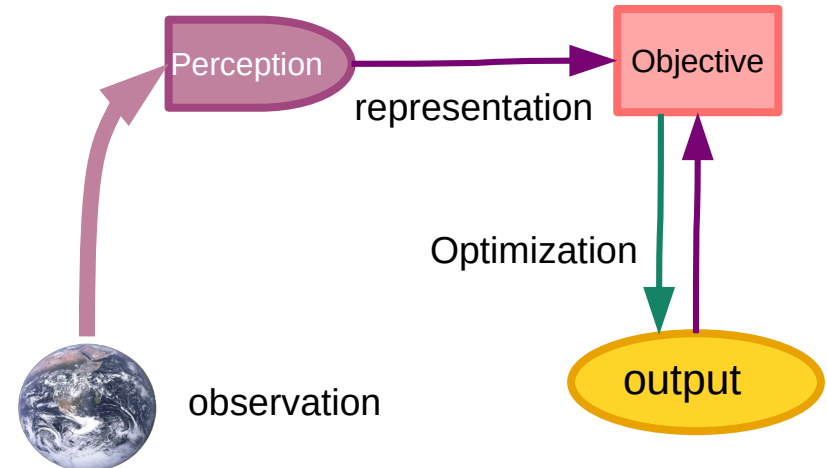 Perception
Objective
representation
Optimization
output
observation